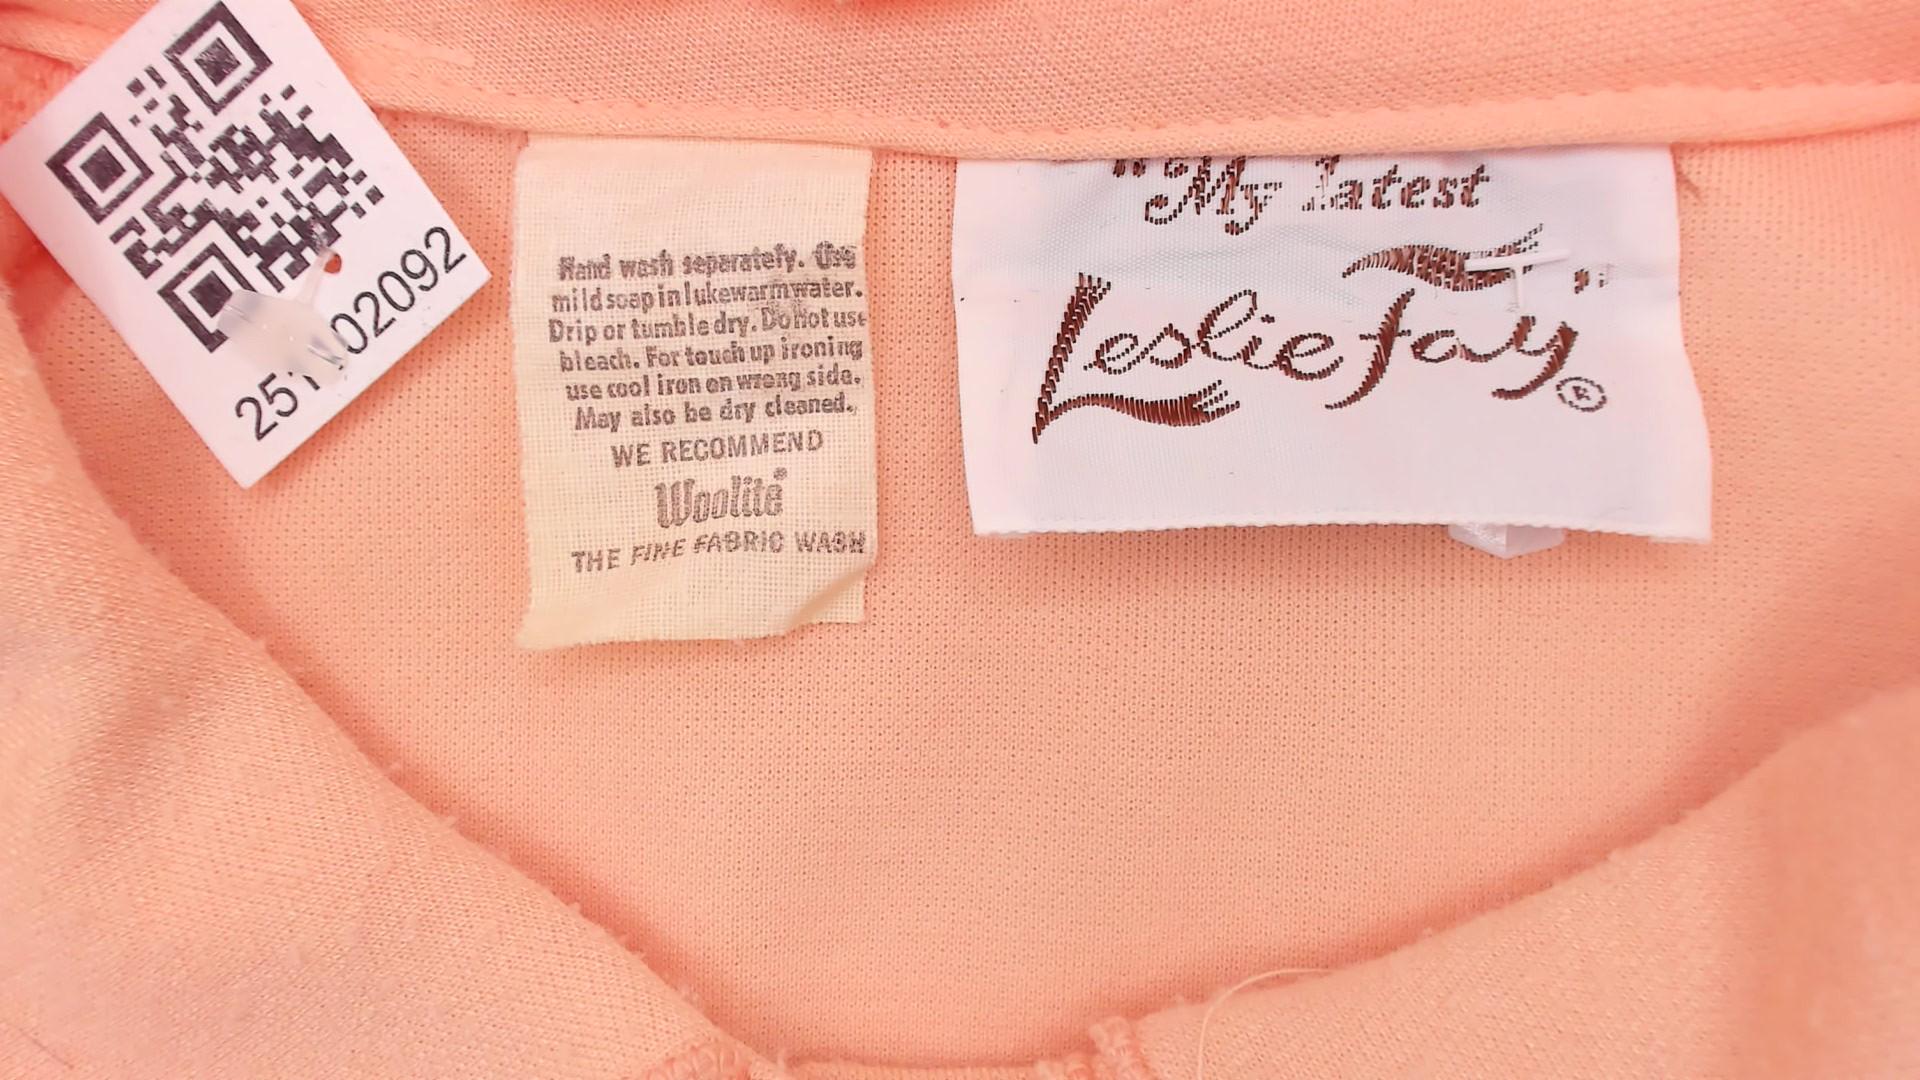 Hand wash separately. Use
mild soap in lukewarm water.
Drip or tumble dry. Do Not use
bleach. For touch up ironing
use cool iron on wrong side.
May also be dry cleaned.
WE RECOMMEND
Woolite®
THE FINE FABRIC WASH
"My Latest
Leslie Fay"
®